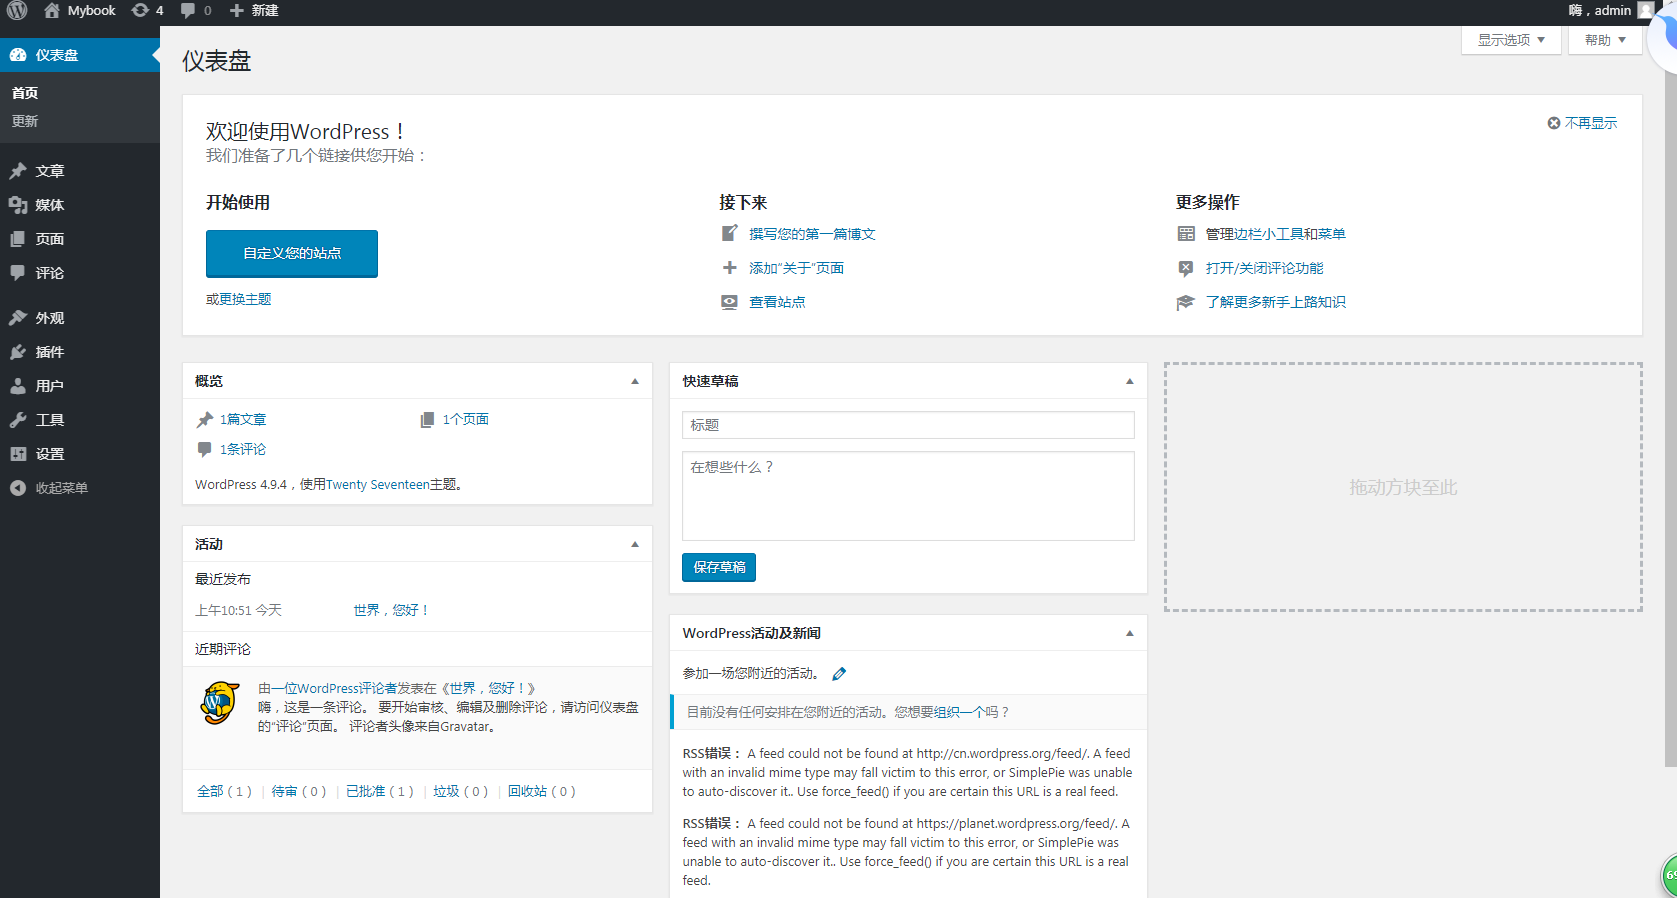 Mybook 4 0 新建 嗨，admin
仪表盘
首页
更新
文章
媒体
页面
评论
外观
插件
用户
工具
设置
收起菜单
显示选项 帮助
仪表盘
欢迎使用WordPress！
我们准备了几个链接供您开始：
不再显示
开始使用
自定义您的站点
或更换主题
接下来
撰写您的第一篇博文
添加“关于”页面
查看站点
更多操作
管理边栏小工具和菜单
打开/关闭评论功能
了解更多新手上路知识
概览
1篇文章 1个页面
1条评论
WordPress 4.9.4，使用Twenty Seventeen主题。
活动
最近发布
上午10:51 今天 世界，您好！
近期评论
由一位WordPress评论者发表在《世界，您好！》
嗨，这是一条评论。 要开始审核、编辑及删除评论，请访问仪表盘
的“评论”页面。 评论者头像来自Gravatar。
全部（1） | 待审（0） | 已批准（1） | 垃圾（0） | 回收站（0）
快速草稿
标题
在想些什么？
保存草稿
WordPress活动及新闻
参加一场您附近的活动。
目前没有任何安排在您附近的活动。您想要组织一个吗？
RSS错误： A feed could not be found at http://cn.wordpress.org/feed/. A feed
with an invalid mime type may fall victim to this error, or SimplePie was unable
to auto-discover it.. Use force_feed() if you are certain this URL is a real feed.
RSS错误： A feed could not be found at https://planet.wordpress.org/feed/. A
feed with an invalid mime type may fall victim to this error, or SimplePie was
unable to auto-discover it.. Use force_feed() if you are certain this URL is a real
feed.
拖动方块至此